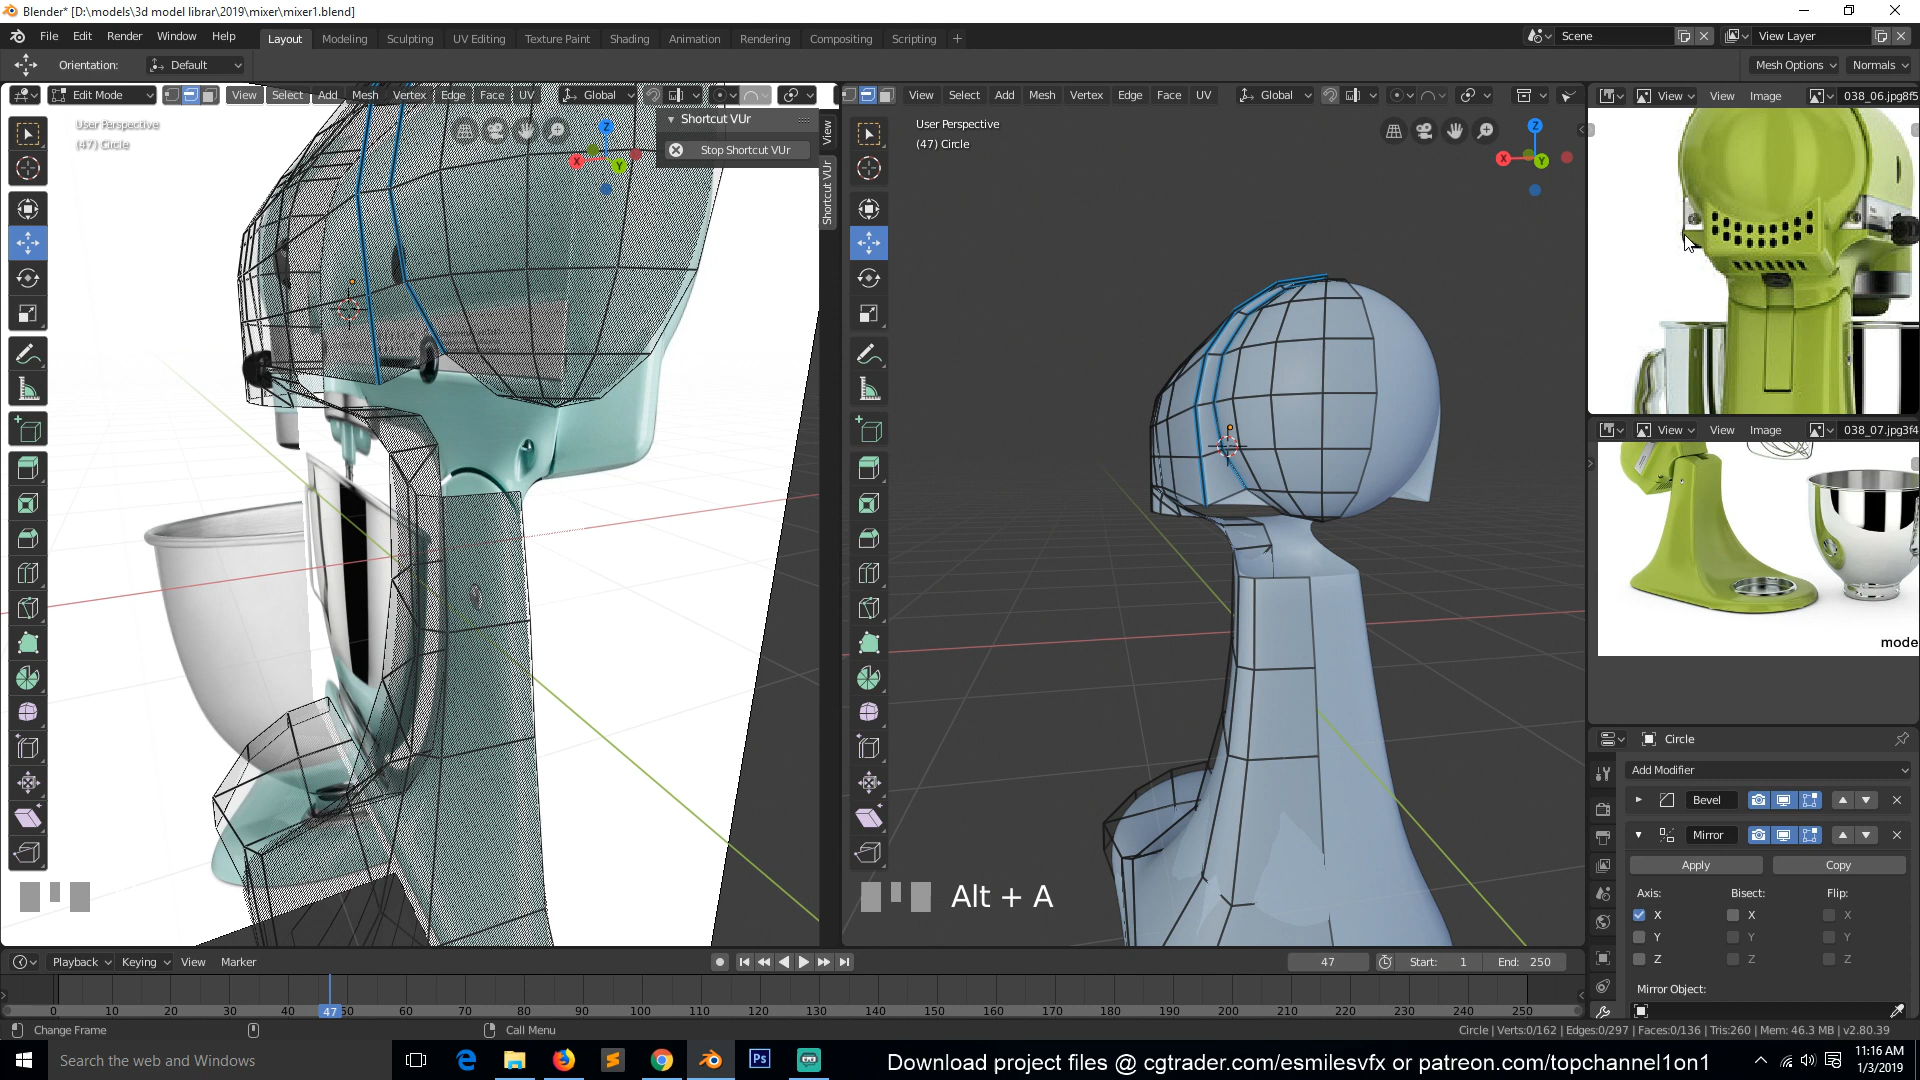 Blender* [D:\models\3d model librar\2019\mixer\mixer1.blend]
File Edit Render Window Help Layout Modeling Sculpting UV Editing Texture Paint Shading Animation Rendering Compositing Scripting + Scene View Layer
Orientation: Default Mesh Options Normals
Edit Mode View Select Add Mesh Vertex Edge Face UV Global
View Select Add Mesh Vertex Edge Face UV Global
View View Image 038_06.jpg
User Perspective
(47) Circle
Shortcut VUr
Stop Shortcut VUr
View
Shortcut VUr
User Perspective
(47) Circle
X Y Z
X Y Z
View View Image 038_07.jpg
mode
Alt + A
Circle
Add Modifier
Bevel
Mirror
Apply Copy
Axis: Bisect: Flip:
X X X
Y Y Y
Z Z Z
Mirror Object:
Playback Keying View Marker 47 Start: 1 End: 250
0 10 20 30 40 47 50 60 70 80 90 100 110 120 130 140 150 160 170 180 190 200 210 220 230 240 250
Change Frame Call Menu Circle | Verts:0/162 | Edges:0/297 | Faces:0/136 | Tris:260 | Mem: 46.3 MB | v2.80.39
Search the web and Windows
Ps
Download project files @ cgtrader.com/esmilesvfx or patreon.com/topchannel1on1
11:16 AM
1/3/2019